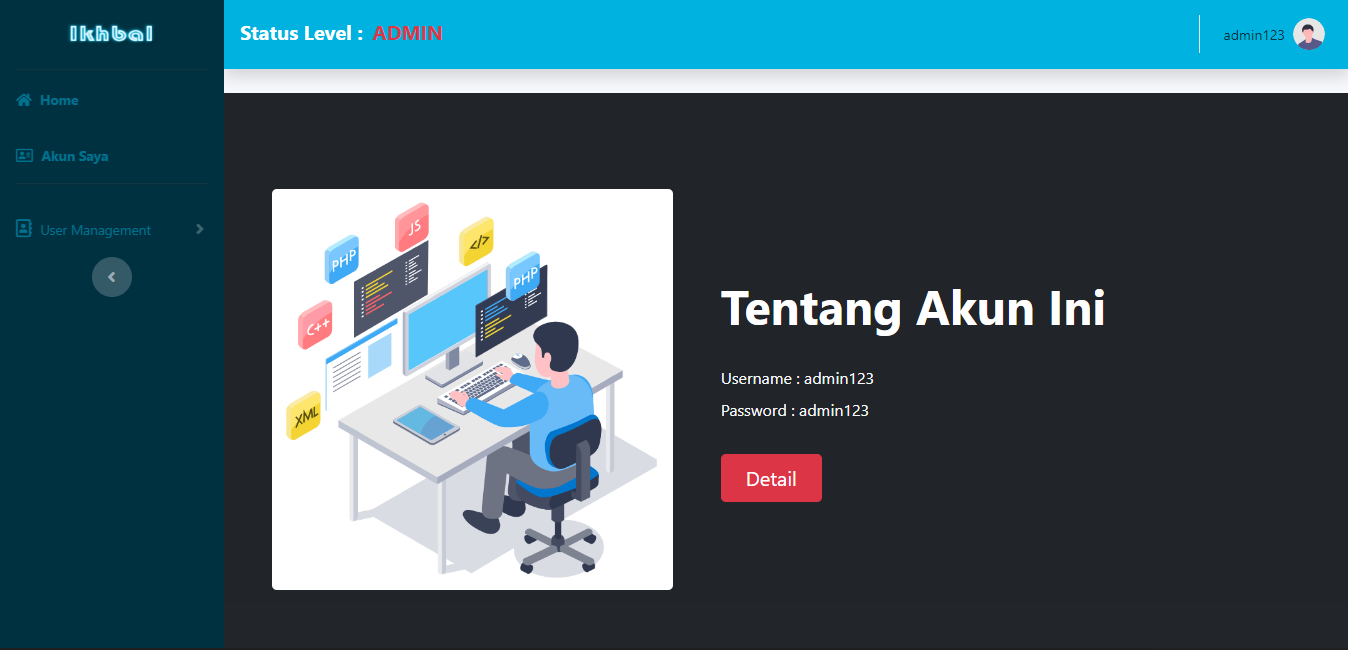 Ikhbal
Status Level : ADMIN
admin123
Home
Akun Saya
User Management
JS
</>
PHP
PHP
C++
XML
Tentang Akun Ini
Username : admin123
Password : admin123
Detail